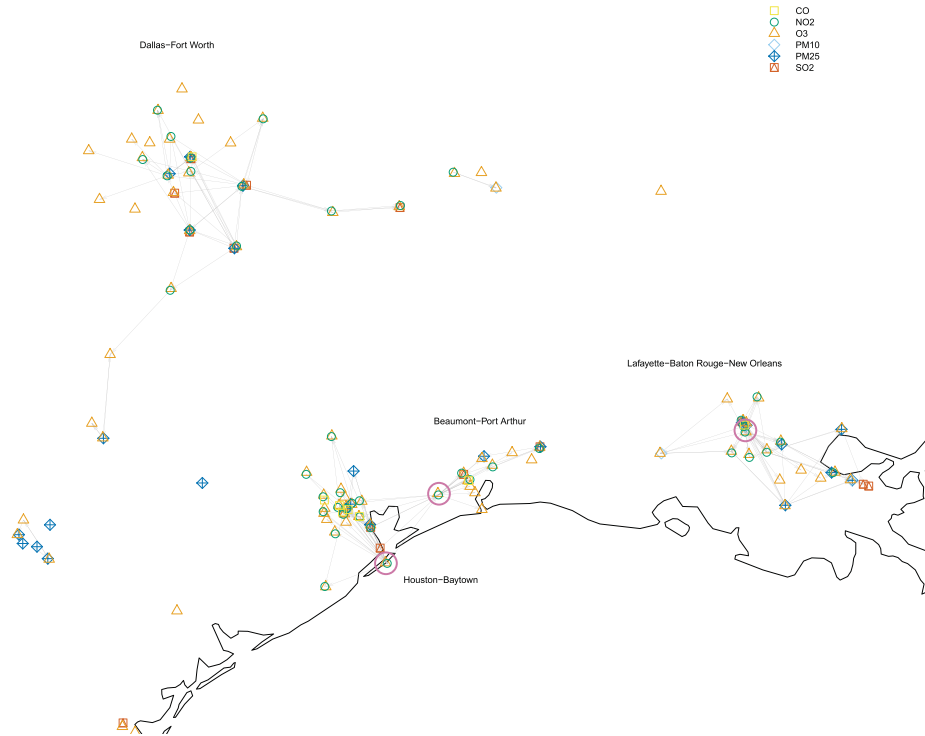 CO
NO2
O3
PM10
PM25
SO2
Dallas−Fort Worth
Lafayette−Baton Rouge−New Orleans
Beaumont−Port Arthur
Houston−Baytown